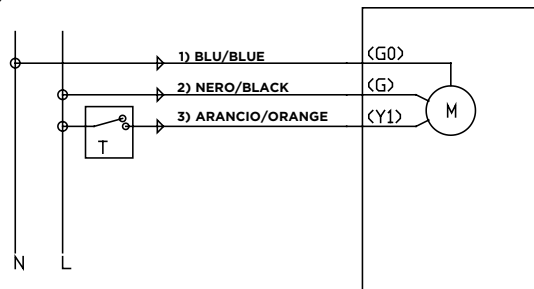 1) BLU/BLUE (G0)
2) NERO/BLACK (G)
3) ARANCIO/ORANGE (Y1)
M
T
N L